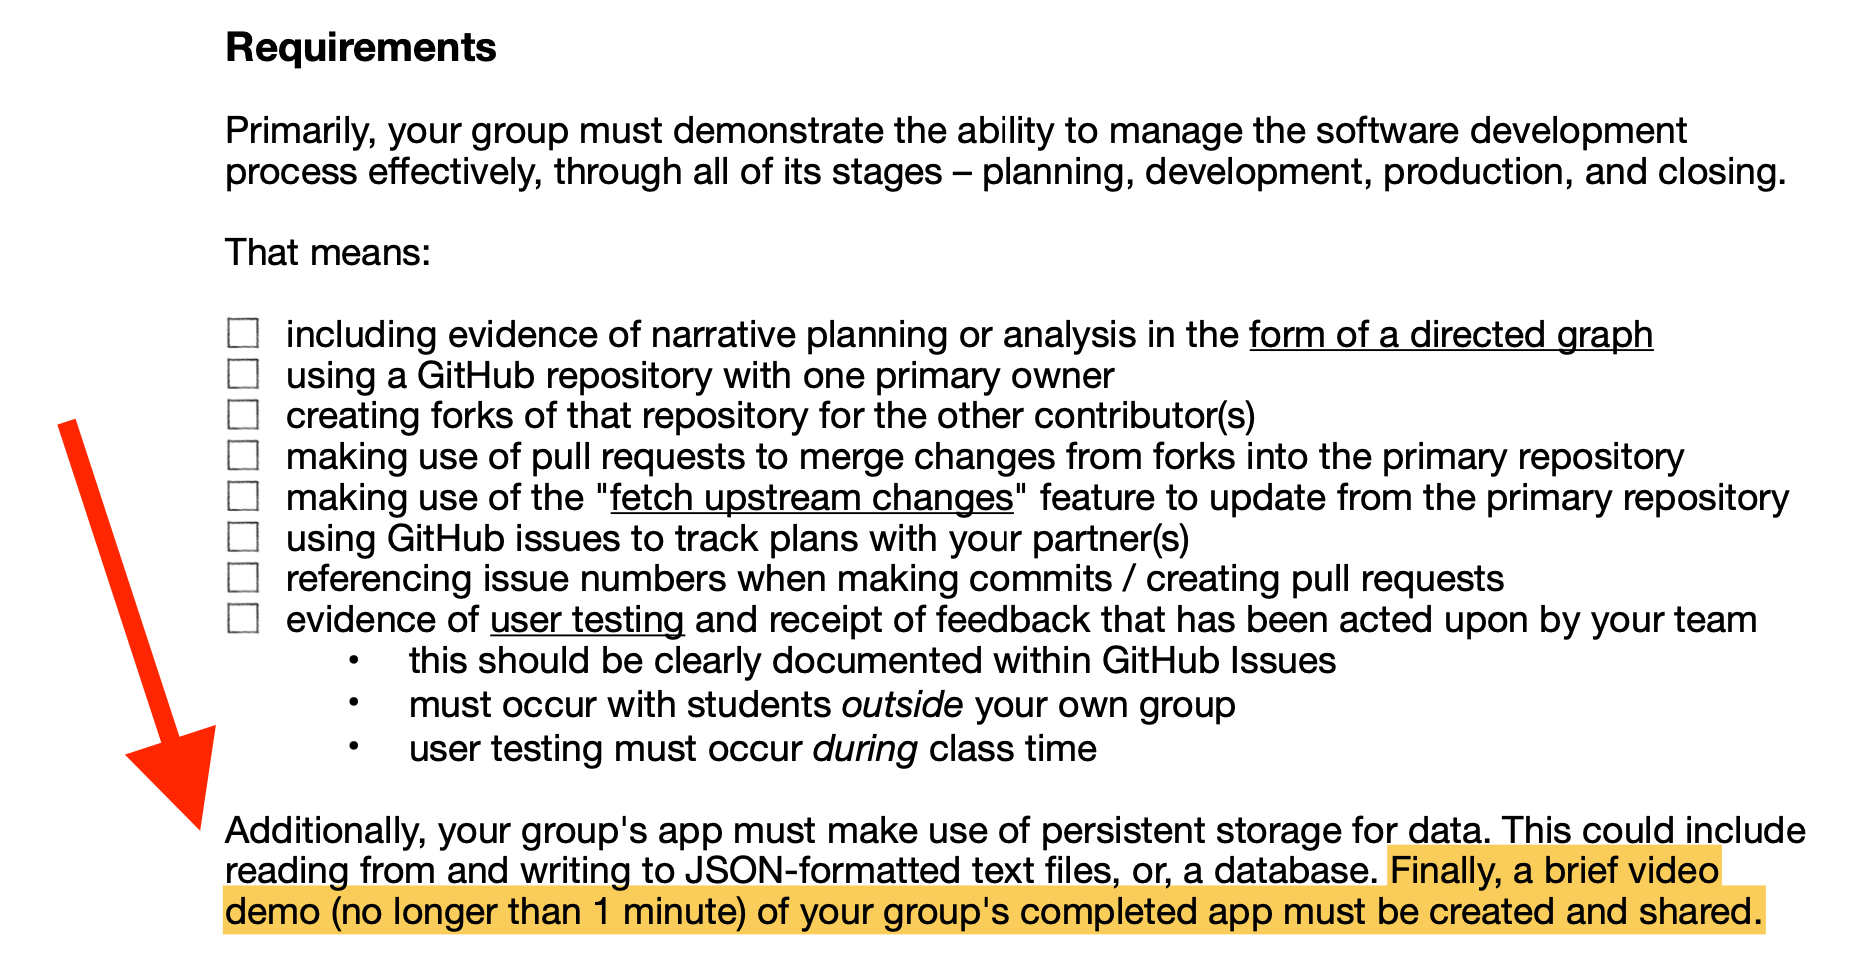 Requirements
Primarily, your group must demonstrate the ability to manage the software development
process effectively, through all of its stages – planning, development, production, and closing.
That means:
including evidence of narrative planning or analysis in the form of a directed graph
using a GitHub repository with one primary owner
creating forks of that repository for the other contributor(s)
making use of pull requests to merge changes from forks into the primary repository
making use of the "fetch upstream changes" feature to update from the primary repository
using GitHub issues to track plans with your partner(s)
referencing issue numbers when making commits / creating pull requests
evidence of user testing and receipt of feedback that has been acted upon by your team
• this should be clearly documented within GitHub Issues
• must occur with students outside your own group
• user testing must occur during class time
Additionally, your group's app must make use of persistent storage for data. This could include
reading from and writing to JSON-formatted text files, or, a database. Finally, a brief video
demo (no longer than 1 minute) of your group's completed app must be created and shared.